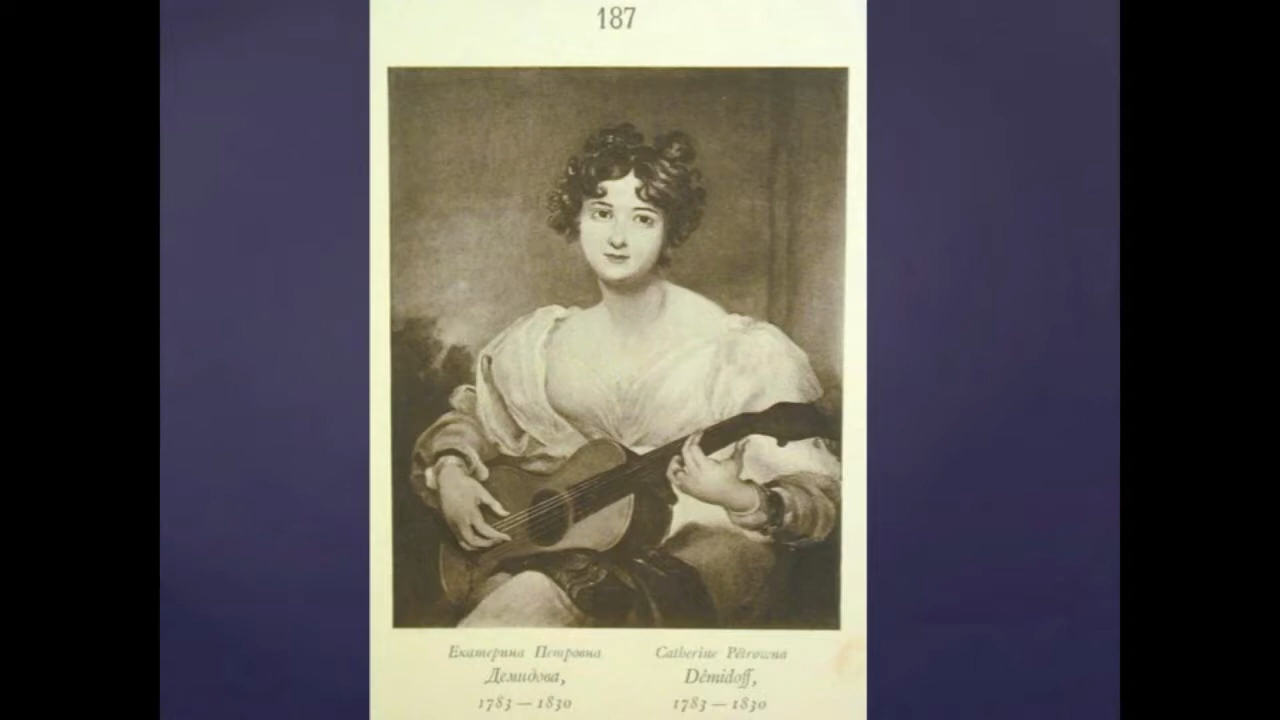 187
Екатерина Петровна
Демидова,
1783 — 1830
Catherine Pétrowna
Démidoff,
1783 — 1830